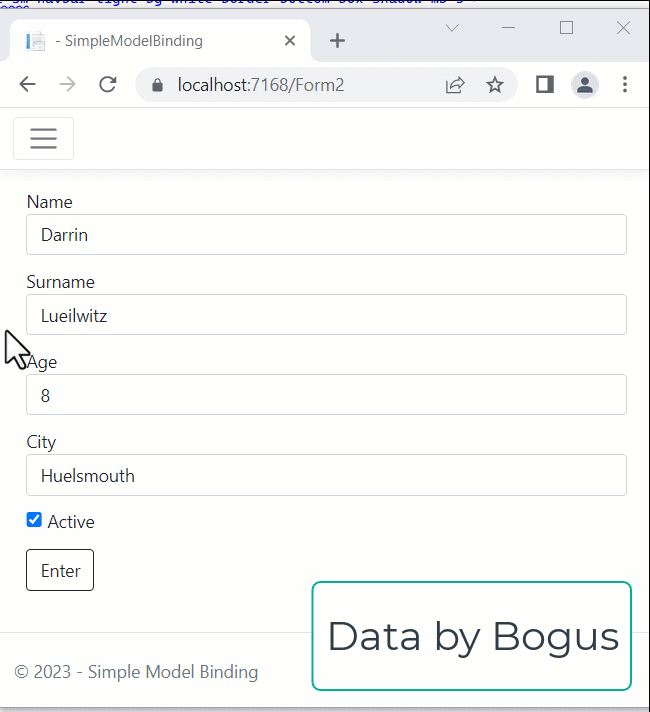 - SimpleModelBinding
localhost:7168/Form2
Name
Darrin
Surname
Lueilwitz
Age
8
City
Huelsmouth
Active
Enter
Data by Bogus
© 2023 - Simple Model Binding